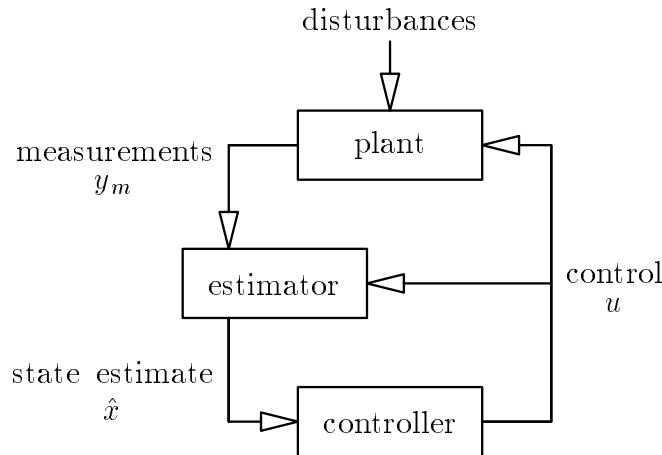 disturbances
plant
measurements
y_m
estimator
control
u
state estimate
x̂
controller